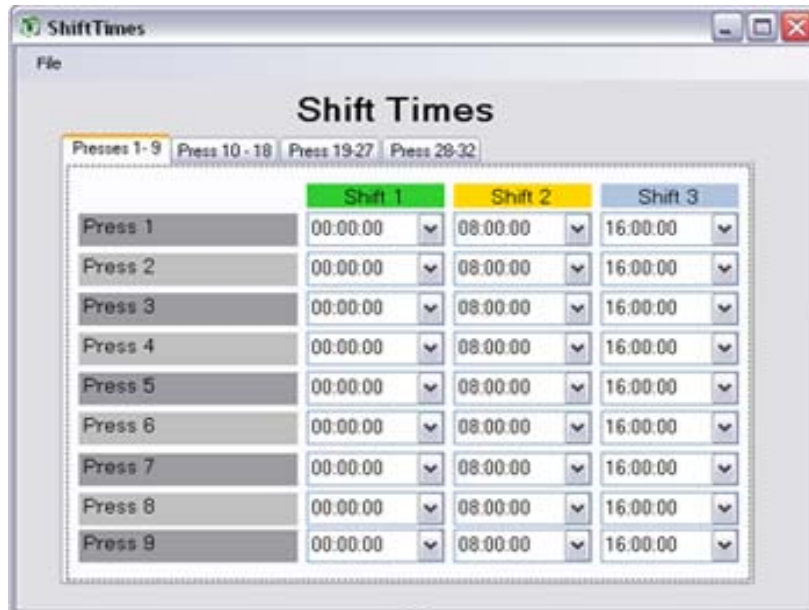 ShiftTimes
File
Shift Times
Presses 1- 9 Press 10 - 18 Press 19-27 Press 28-32
Shift 1 Shift 2 Shift 3
Press 1 00:00:00 08:00:00 16:00:00
Press 2 00:00:00 08:00:00 16:00:00
Press 3 00:00:00 08:00:00 16:00:00
Press 4 00:00:00 08:00:00 16:00:00
Press 5 00:00:00 08:00:00 16:00:00
Press 6 00:00:00 08:00:00 16:00:00
Press 7 00:00:00 08:00:00 16:00:00
Press 8 00:00:00 08:00:00 16:00:00
Press 9 00:00:00 08:00:00 16:00:00